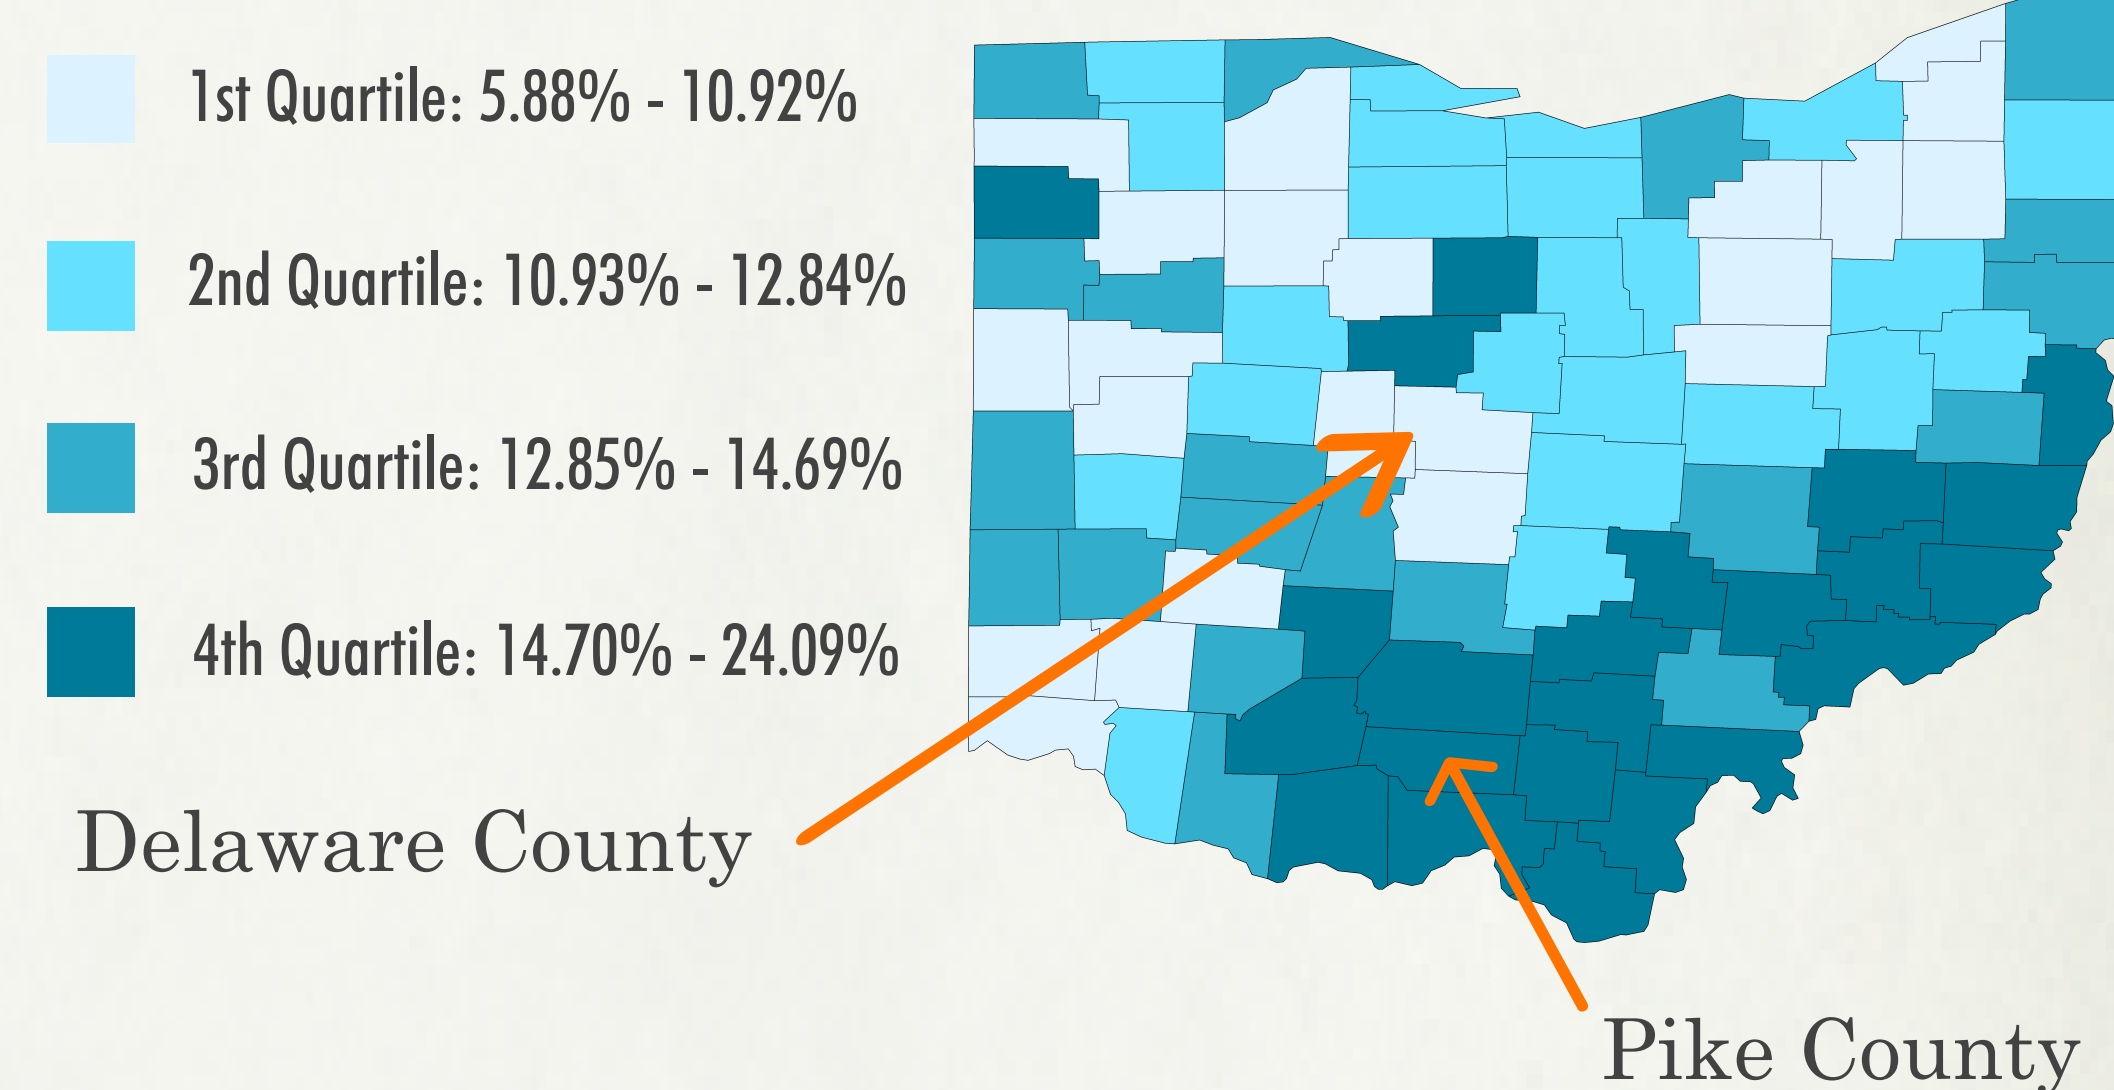 1st Quartile: 5.88% - 10.92%
2nd Quartile: 10.93% - 12.84%
3rd Quartile: 12.85% - 14.69%
4th Quartile: 14.70% - 24.09%
Delaware County
Pike County